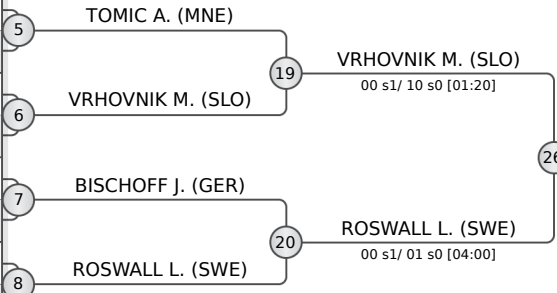 TOMIC A. (MNE)
5
19
VRHOVNIK M. (SLO)
00 s1/ 10 s0 [01:20]
VRHOVNIK M. (SLO)
6
26
BISCHOFF J. (GER)
7
20
ROSWALL L. (SWE)
00 s1/ 01 s0 [04:00]
ROSWALL L. (SWE)
8